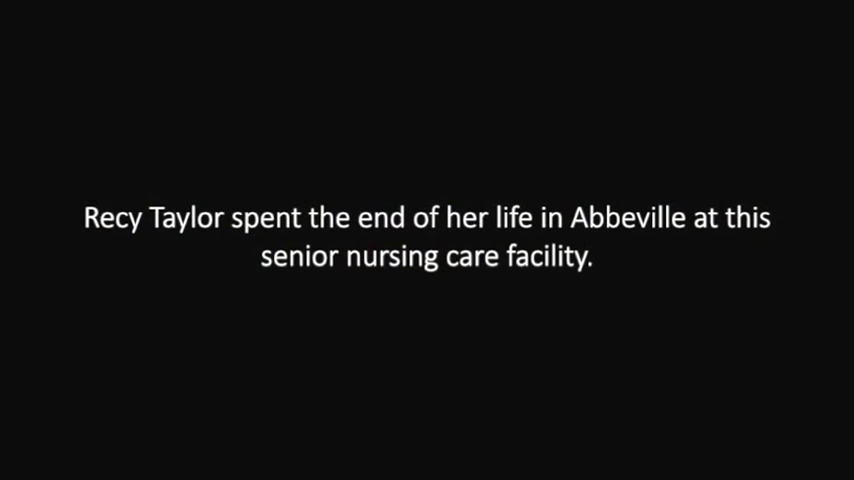 Recy Taylor spent the end of her life in Abbeville at this
senior nursing care facility.